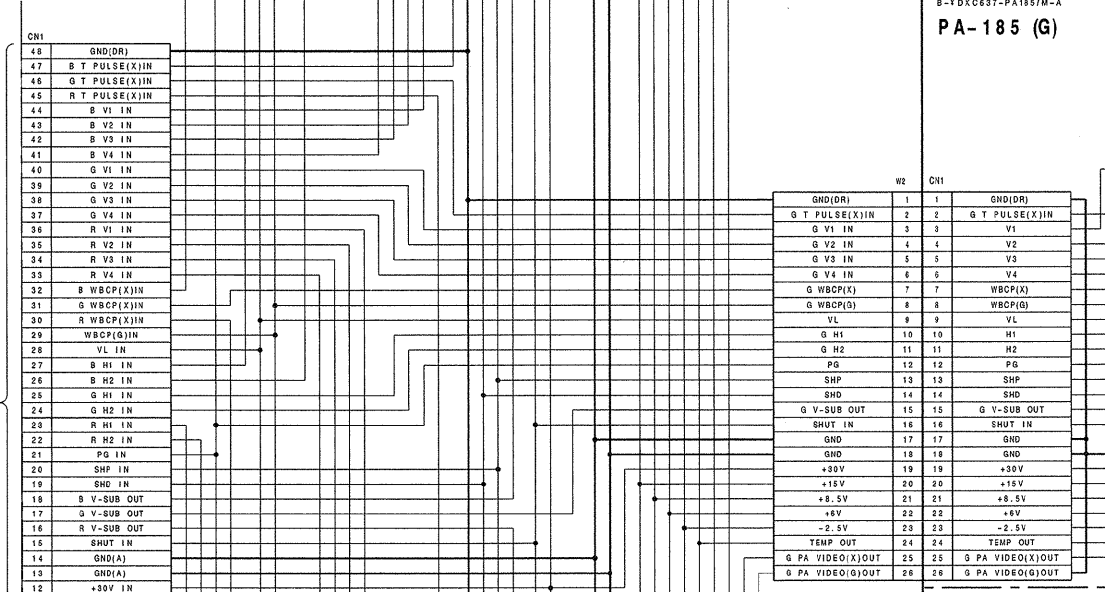 B-YDXC637-PA185/M-A
PA-185 (G)
CN1
48 GND(DR)
47 B T PULSE(X)IN
46 G T PULSE(X)IN
45 R T PULSE(X)IN
44 B V1 IN
43 B V2 IN
42 B V3 IN
41 B V4 IN
40 G V1 IN
39 G V2 IN
38 G V3 IN
37 G V4 IN
36 R V1 IN
35 R V2 IN
34 R V3 IN
33 R V4 IN
32 B WBCP(X)IN
31 G WBCP(X)IN
30 R WBCP(X)IN
29 WBCP(G)IN
28 VL IN
27 B H1 IN
26 B H2 IN
25 G H1 IN
24 G H2 IN
23 R H1 IN
22 R H2 IN
21 PG IN
20 SHP IN
19 SHD IN
18 B V-SUB OUT
17 G V-SUB OUT
16 R V-SUB OUT
15 SHUT IN
14 GND(A)
13 GND(A)
12 +30V IN
W2 CN1
GND(DR) 1 1 GND(DR)
G T PULSE(X)IN 2 2 G T PULSE(X)IN
G V1 IN 3 3 V1
G V2 IN 4 4 V2
G V3 IN 5 5 V3
G V4 IN 6 6 V4
G WBCP(X) 7 7 WBCP(X)
G WBCP(G) 8 8 WBCP(G)
VL 9 9 VL
G H1 10 10 H1
G H2 11 11 H2
PG 12 12 PG
SHP 13 13 SHP
SHD 14 14 SHD
G V-SUB OUT 15 15 G V-SUB OUT
SHUT IN 16 16 SHUT IN
GND 17 17 GND
GND 18 18 GND
+30V 19 19 +30V
+15V 20 20 +15V
+8.5V 21 21 +8.5V
+6V 22 22 +6V
-2.5V 23 23 -2.5V
TEMP OUT 24 24 TEMP OUT
G PA VIDEO(X)OUT 25 25 G PA VIDEO(X)OUT
G PA VIDEO(G)OUT 26 26 G PA VIDEO(G)OUT